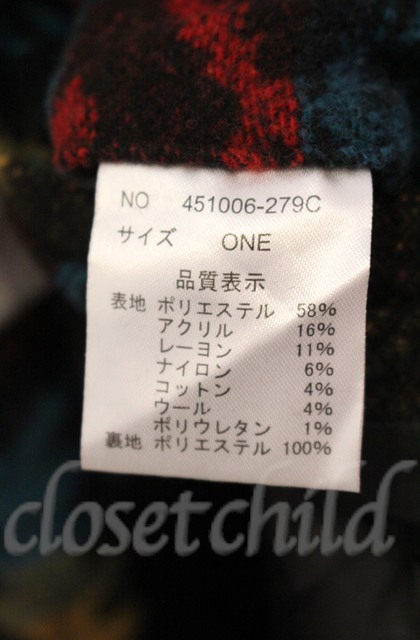 NO 451006-279C
サイズ ONE
品質表示
表地 ポリエステル 58%
アクリル 16%
レーヨン 11%
ナイロン 6%
コットン 4%
ウール 4%
ポリウレタン 1%
裏地 ポリエステル 100%
closetchild